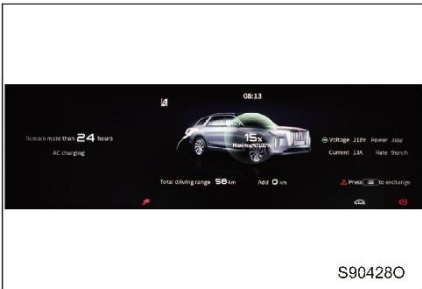 08:13
Remain more than 24 hours
AC charging
15%
Voltage 218V Power
Current 13A Rate
Total driving range 58 km Add 0 km
Press to exchange
S90428O